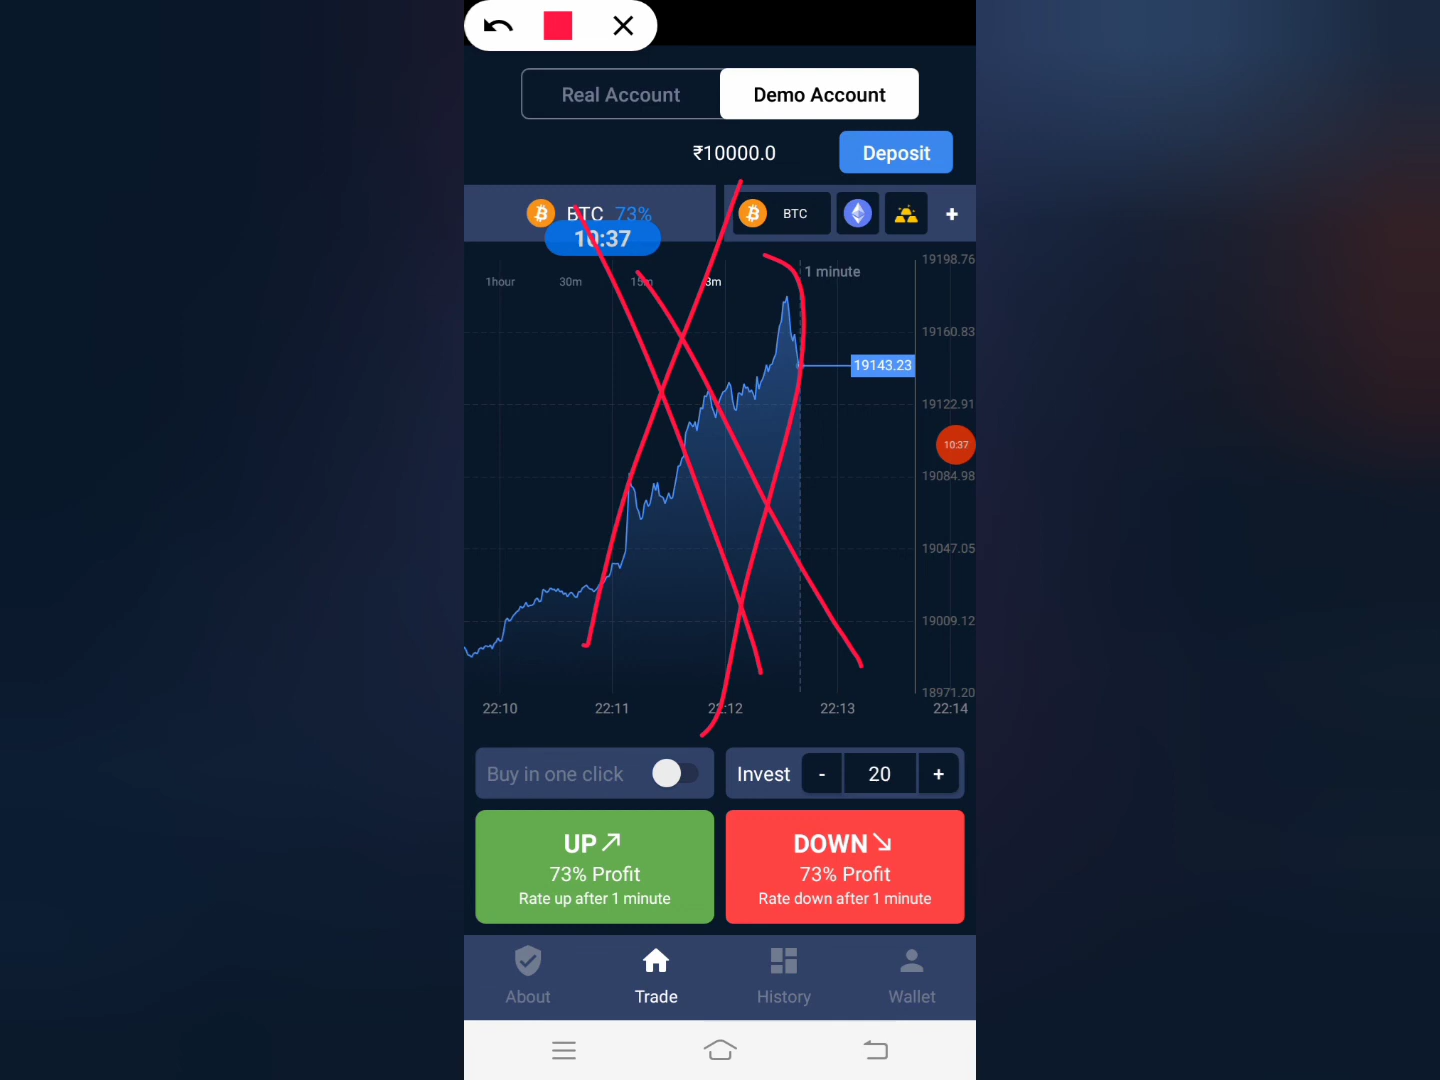 Real Account Demo Account
₹10000.0 Deposit
BTC 73% BTC +
10:37
1hour 30m 15m 3m 1 minute
19198.76
19160.83
19143.23
19122.91
10:37
19084.98
19047.05
19009.12
18971.20
22:10 22:11 22:12 22:13 22:14
Buy in one click Invest - 20 +
UP DOWN
73% Profit 73% Profit
Rate up after 1 minute Rate down after 1 minute
About Trade History Wallet